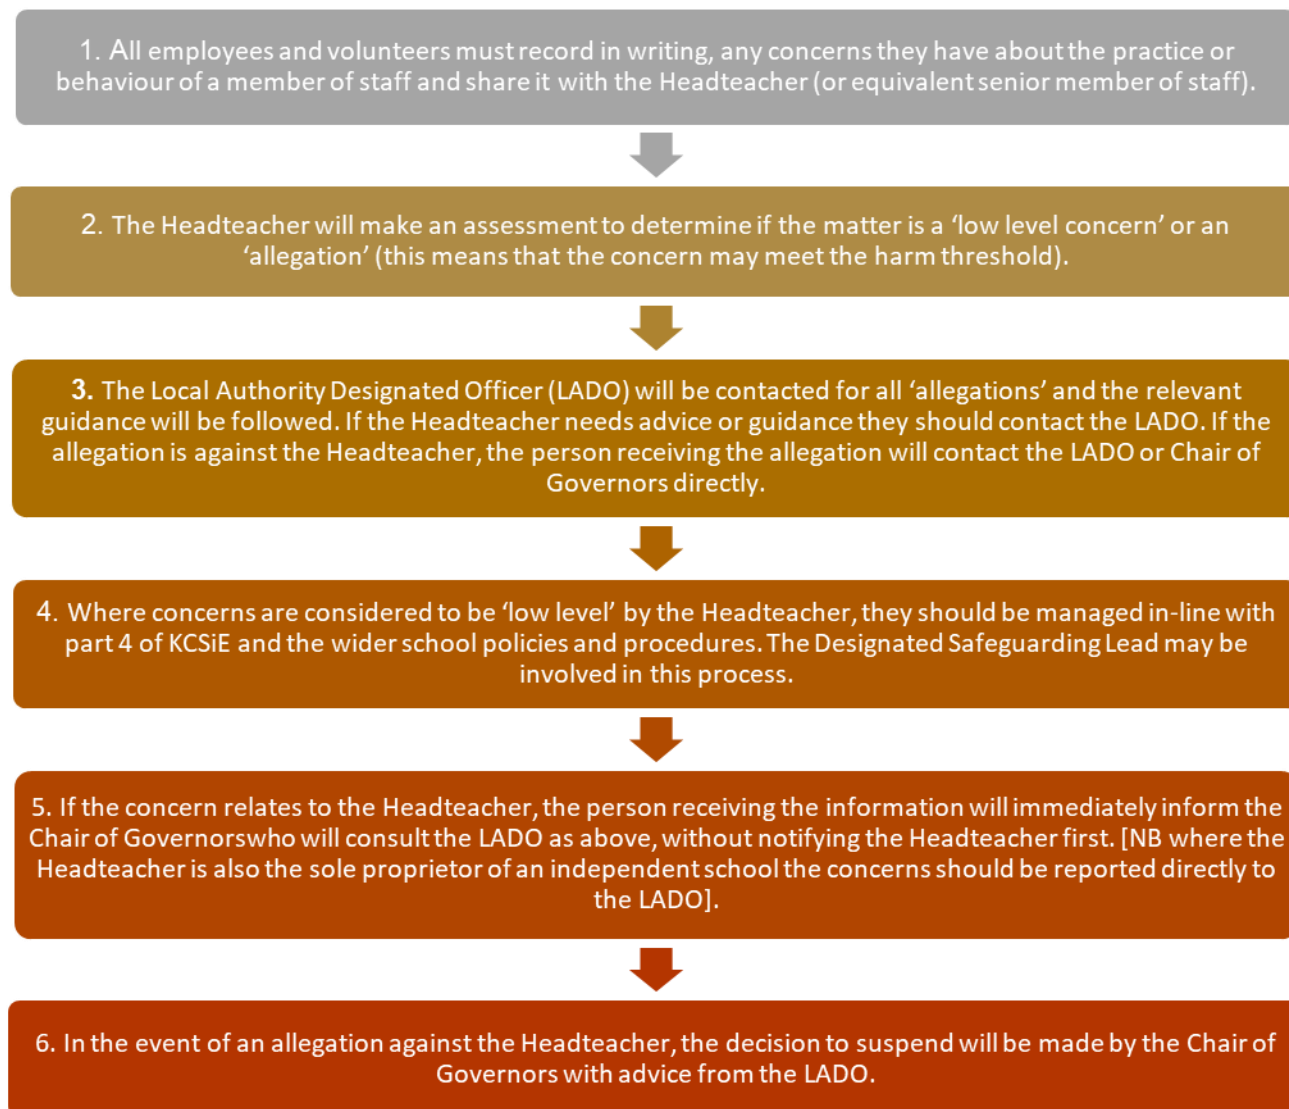 1. All employees and volunteers must record in writing, any concerns they have about the practice or
behaviour of a member of staff and share it with the Headteacher (or equivalent senior member of staff).
2. The Headteacher will make an assessment to determine if the matter is a ‘low level concern’ or an
‘allegation’ (this means that the concern may meet the harm threshold).
3. The Local Authority Designated Officer (LADO) will be contacted for all ‘allegations’ and the relevant
guidance will be followed. If the Headteacher needs advice or guidance they should contact the LADO. If the
allegation is against the Headteacher, the person receiving the allegation will contact the LADO or Chair of
Governors directly.
4. Where concerns are considered to be ‘low level’ by the Headteacher, they should be managed in-line with
part 4 of KCSiE and the wider school policies and procedures. The Designated Safeguarding Lead may be
involved in this process.
5. If the concern relates to the Headteacher, the person receiving the information will immediately inform the
Chair of Governorswho will consult the LADO as above, without notifying the Headteacher first. [NB where the
Headteacher is also the sole proprietor of an independent school the concerns should be reported directly to
the LADO].
6. In the event of an allegation against the Headteacher, the decision to suspend will be made by the Chair of
Governors with advice from the LADO.